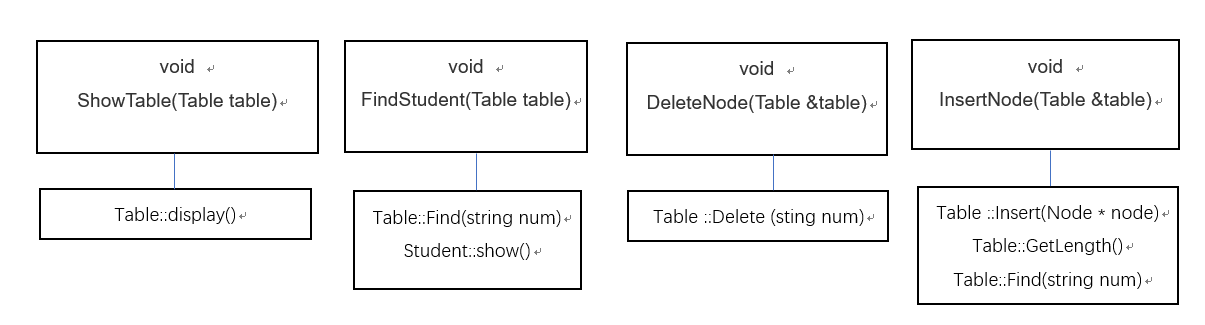 void
ShowTable(Table table)
Table::display()
void
FindStudent(Table table)
Table::Find(string num)
Student::show()
void
DeleteNode(Table &table)
Table ::Delete (sting num)
void
InsertNode(Table &table)
Table ::Insert(Node * node)
Table::GetLength()
Table::Find(string num)